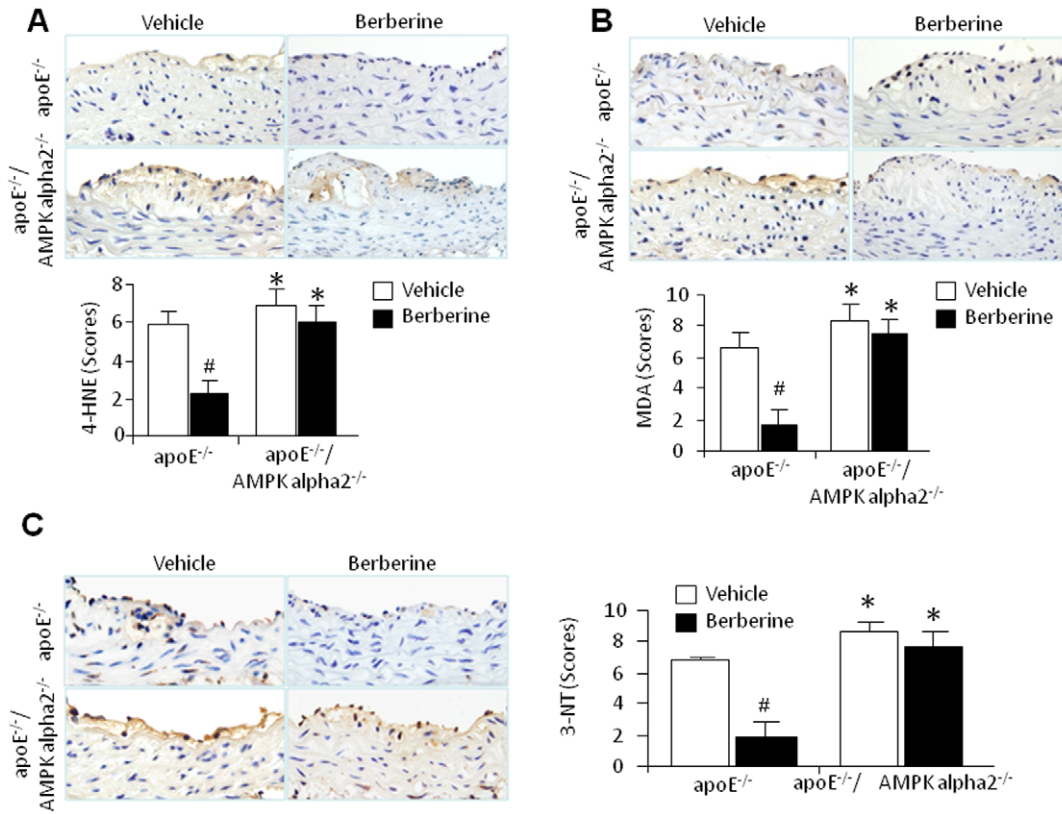 A
Vehicle Berberine
apoE-/-
apoE-/-/
AMPK alpha2-/-
8
6
4
2
0
4-HNE (Scores)
Vehicle
Berberine
*
*
#
apoE-/-
apoE-/-/
AMPK alpha2-/-
B
Vehicle Berberine
apoE-/-
apoE-/-/
AMPK alpha2-/-
10
8
6
4
2
0
MDA (Scores)
Vehicle
Berberine
*
*
#
apoE-/-
apoE-/-/
AMPK alpha2-/-
C
Vehicle Berberine
apoE-/-
apoE-/-/
AMPK alpha2-/-
10
8
6
4
2
0
3-NT (Scores)
Vehicle
Berberine
*
*
#
apoE-/- apoE-/-/ AMPK alpha2-/-